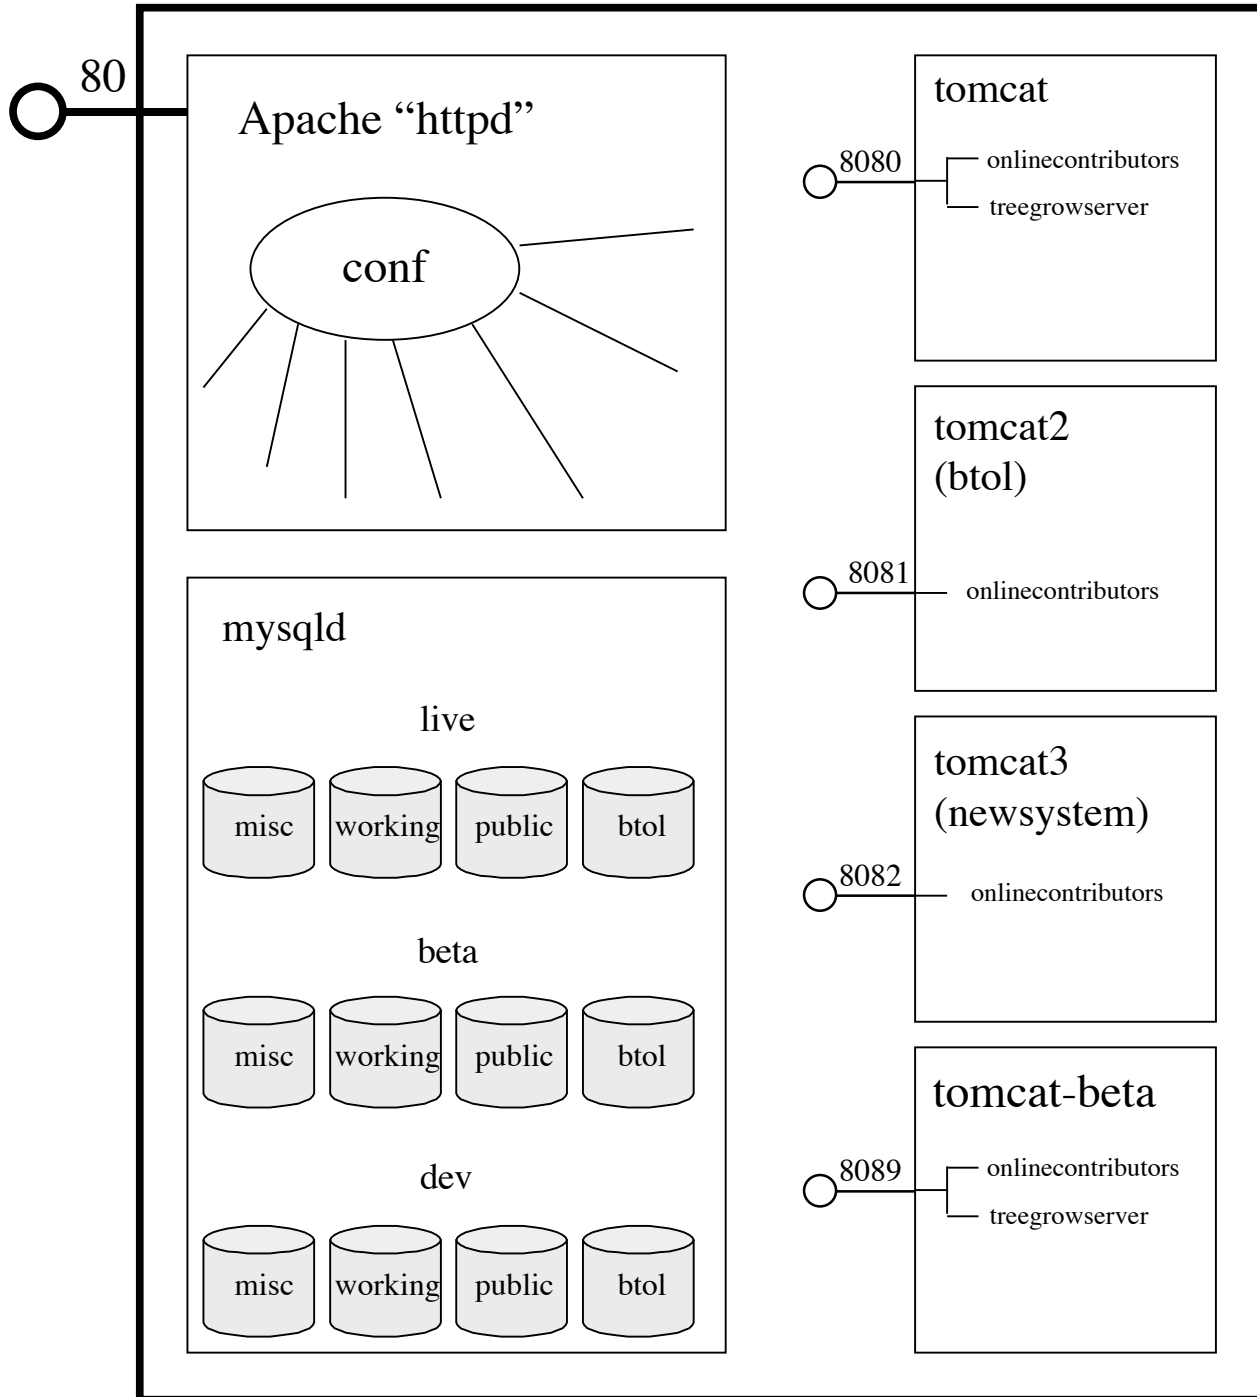 80
Apache “httpd”
conf
mysqld
live
misc working public btol
beta
misc working public btol
dev
misc working public btol
tomcat
8080
onlinecontributors
treegrowserver
tomcat2
(btol)
8081
onlinecontributors
tomcat3
(newsystem)
8082
onlinecontributors
tomcat-beta
8089
onlinecontributors
treegrowserver